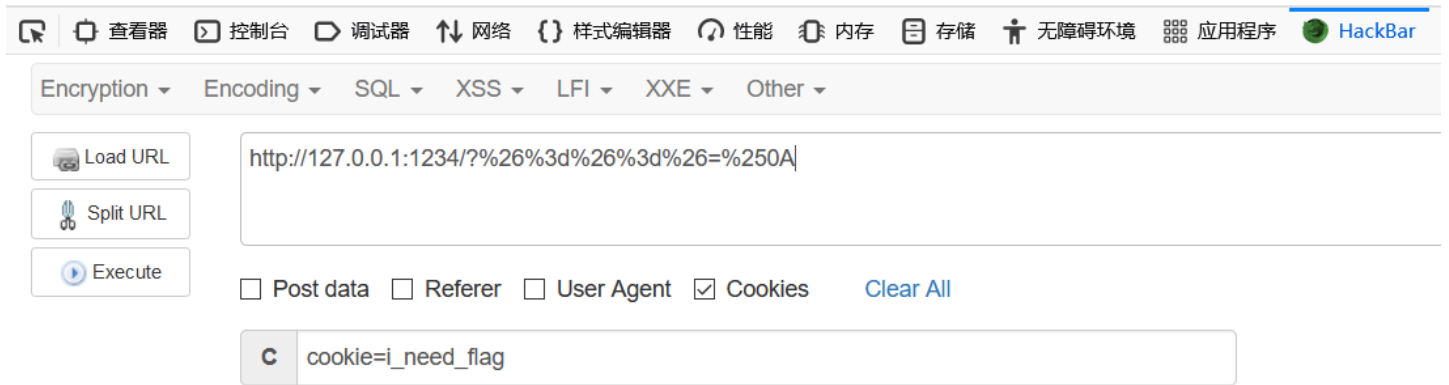 查看器 控制台 调试器 网络 {} 样式编辑器 性能 内存 存储 无障碍环境 应用程序 HackBar
Encryption Encoding SQL XSS LFI XXE Other
Load URL http://127.0.0.1:1234/?%26%3d%26%3d%26=%250A
Split URL
Execute
Post data Referer User Agent Cookies Clear All
C cookie=i_need_flag